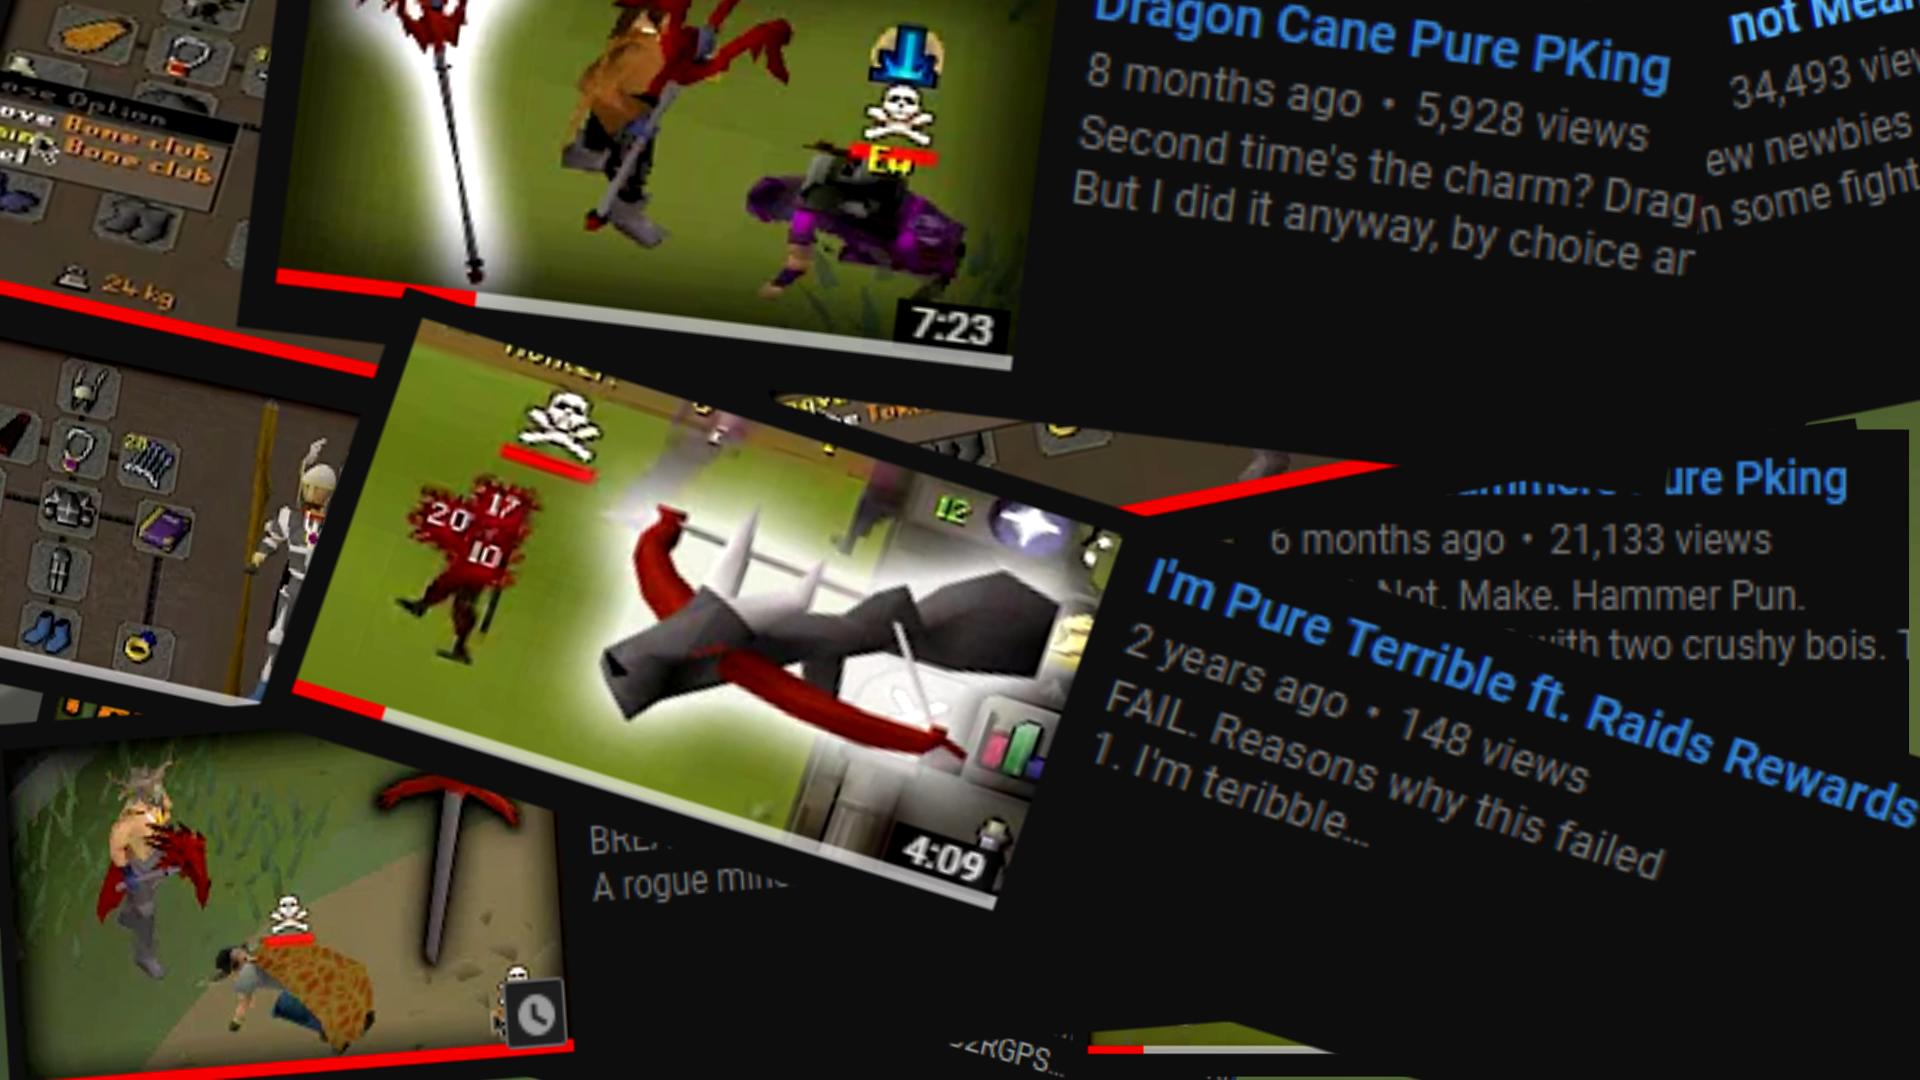 Dragon Cane Pure PKing
8 months ago • 5,928 views
Second time's the charm? Drag
But I did it anyway, by choice ar
7:23
Ew
not
34,493
ew newbies
n some fight
Option
Bone club
Bone club
24 kg
20
17
20
10
12
4:09
ure Pking
6 months ago • 21,133 views
Not. Make. Hammer Pun.
with two crushy bois.
I'm Pure Terrible ft. Raids Rewards
2 years ago • 148 views
FAIL. Reasons why this failed
1. I'm teribble...
A rogue